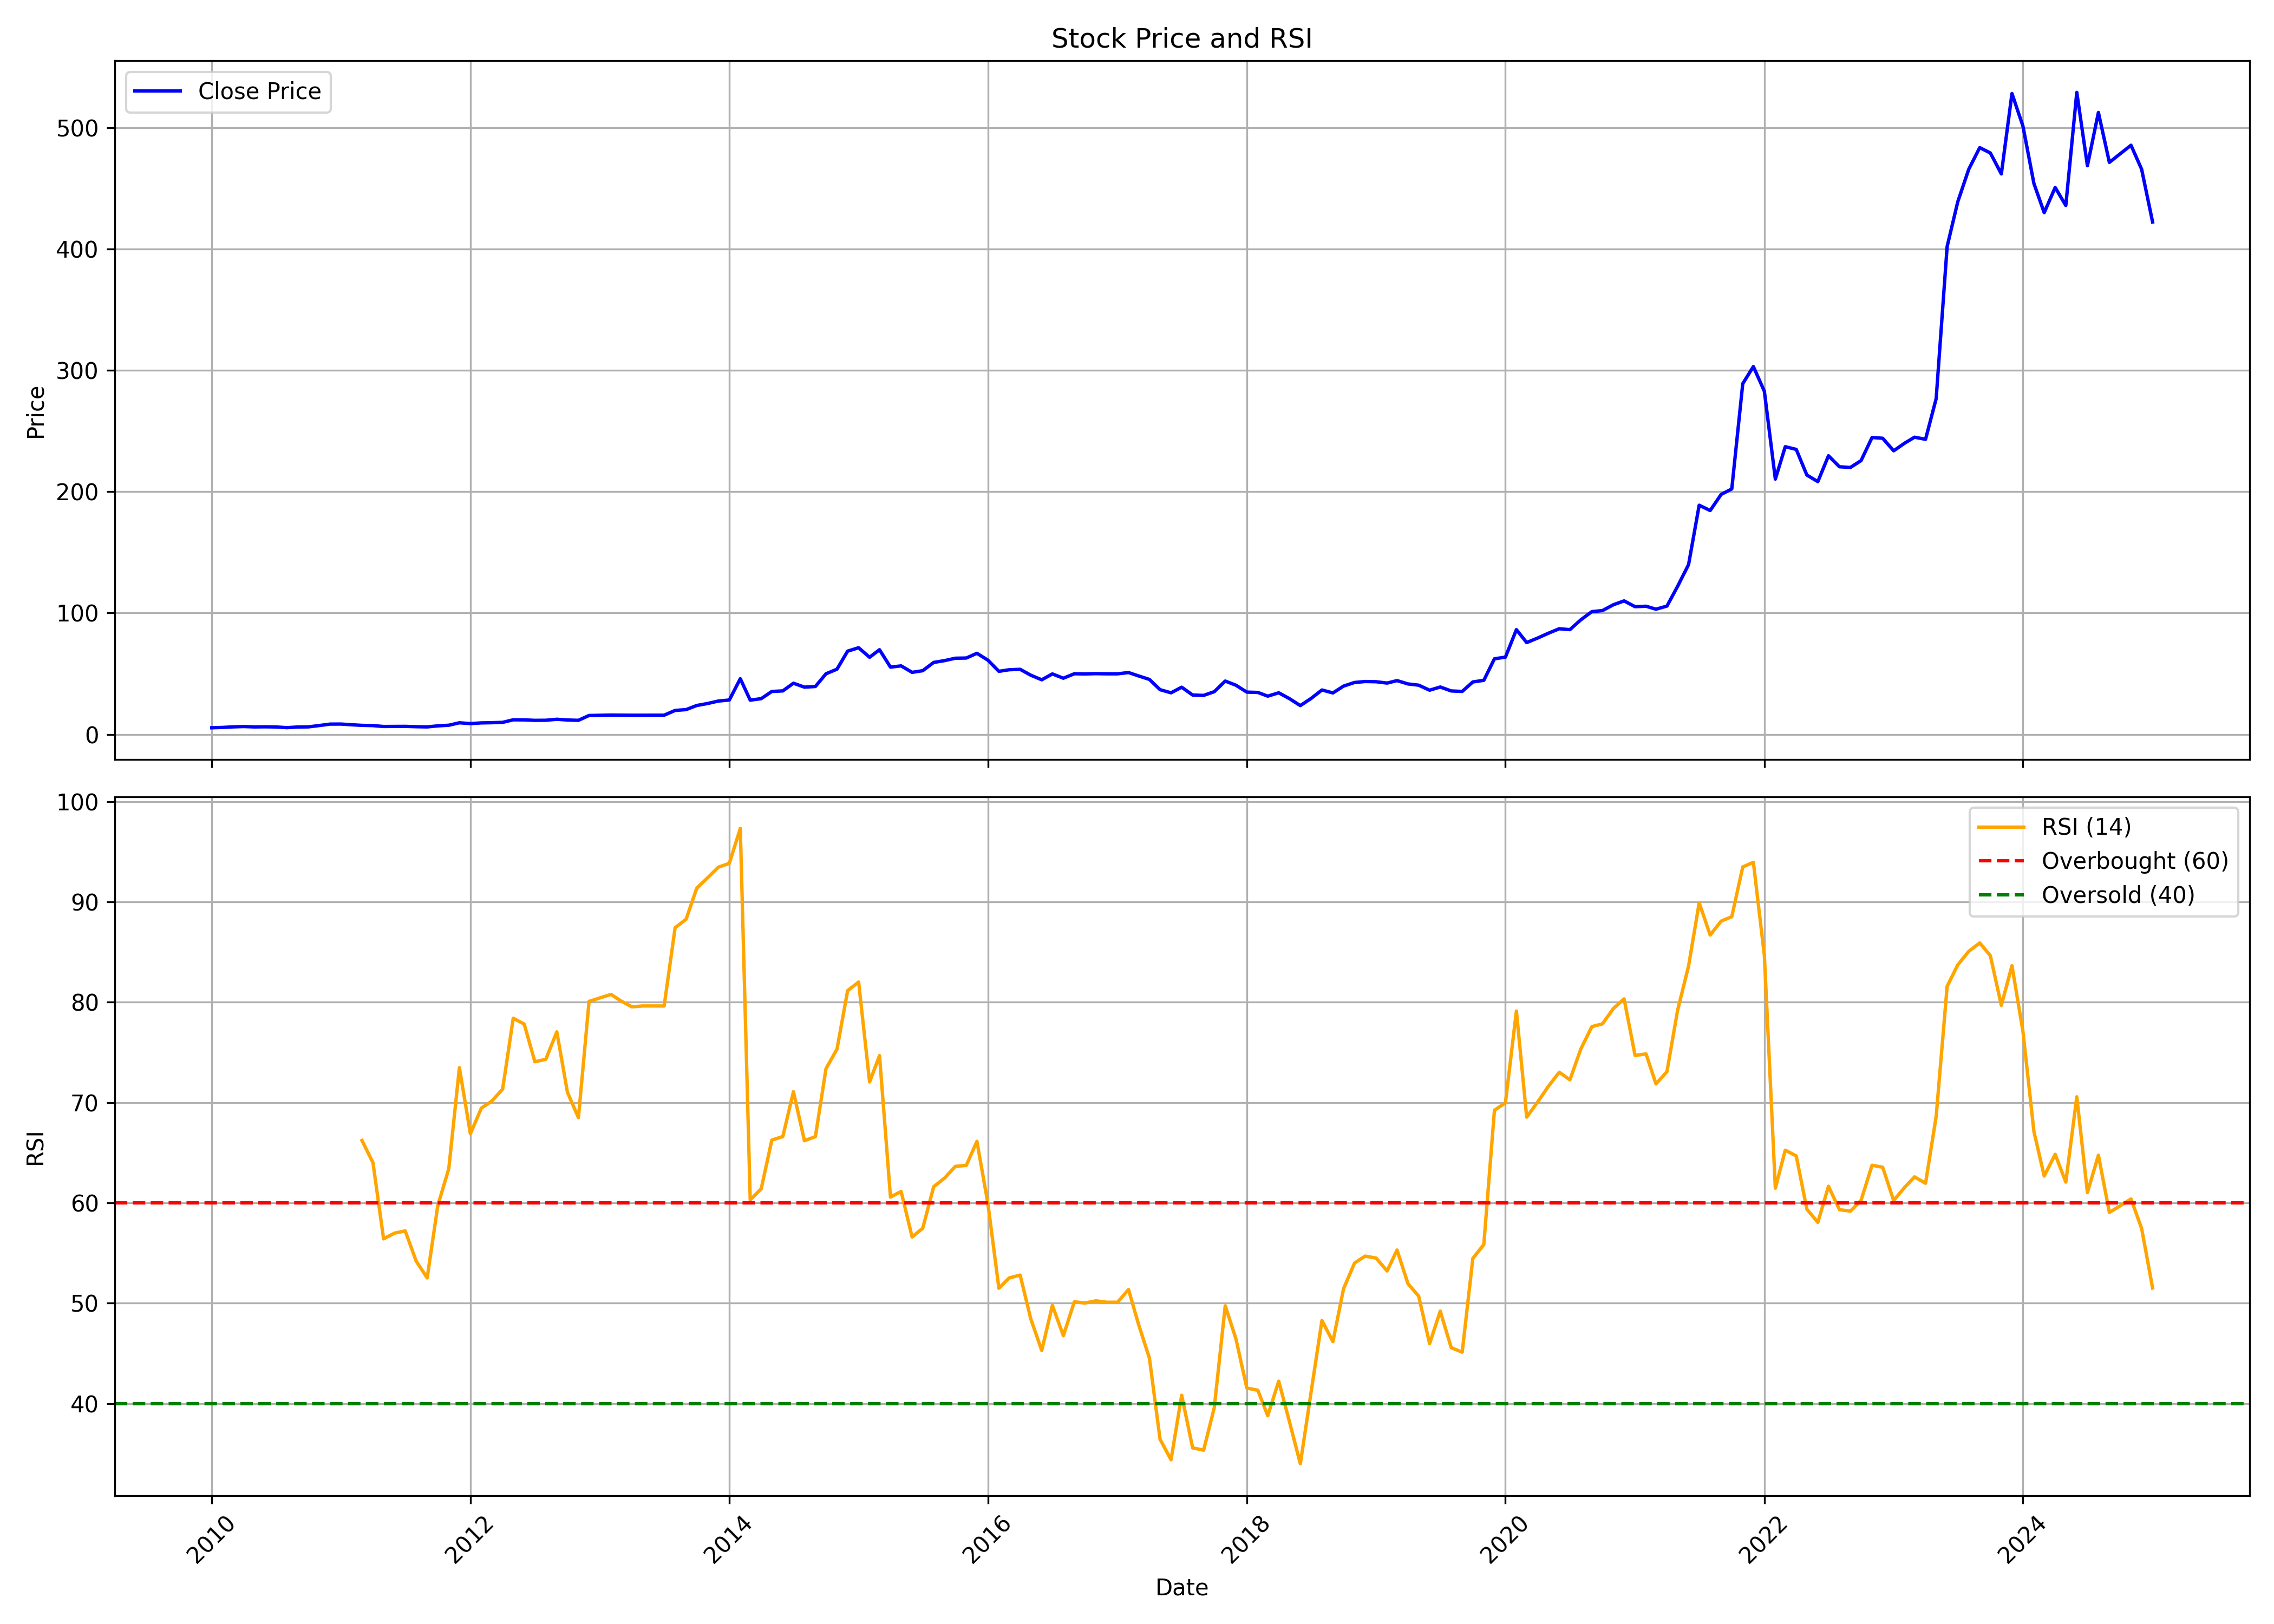 Stock Price and RSI
Close Price
500
400
300
200
100
0
Price
100
90
80
70
60
50
40
RSI
RSI (14)
Overbought (60)
Oversold (40)
2010
2012
2014
2016
2018
2020
2022
2024
Date